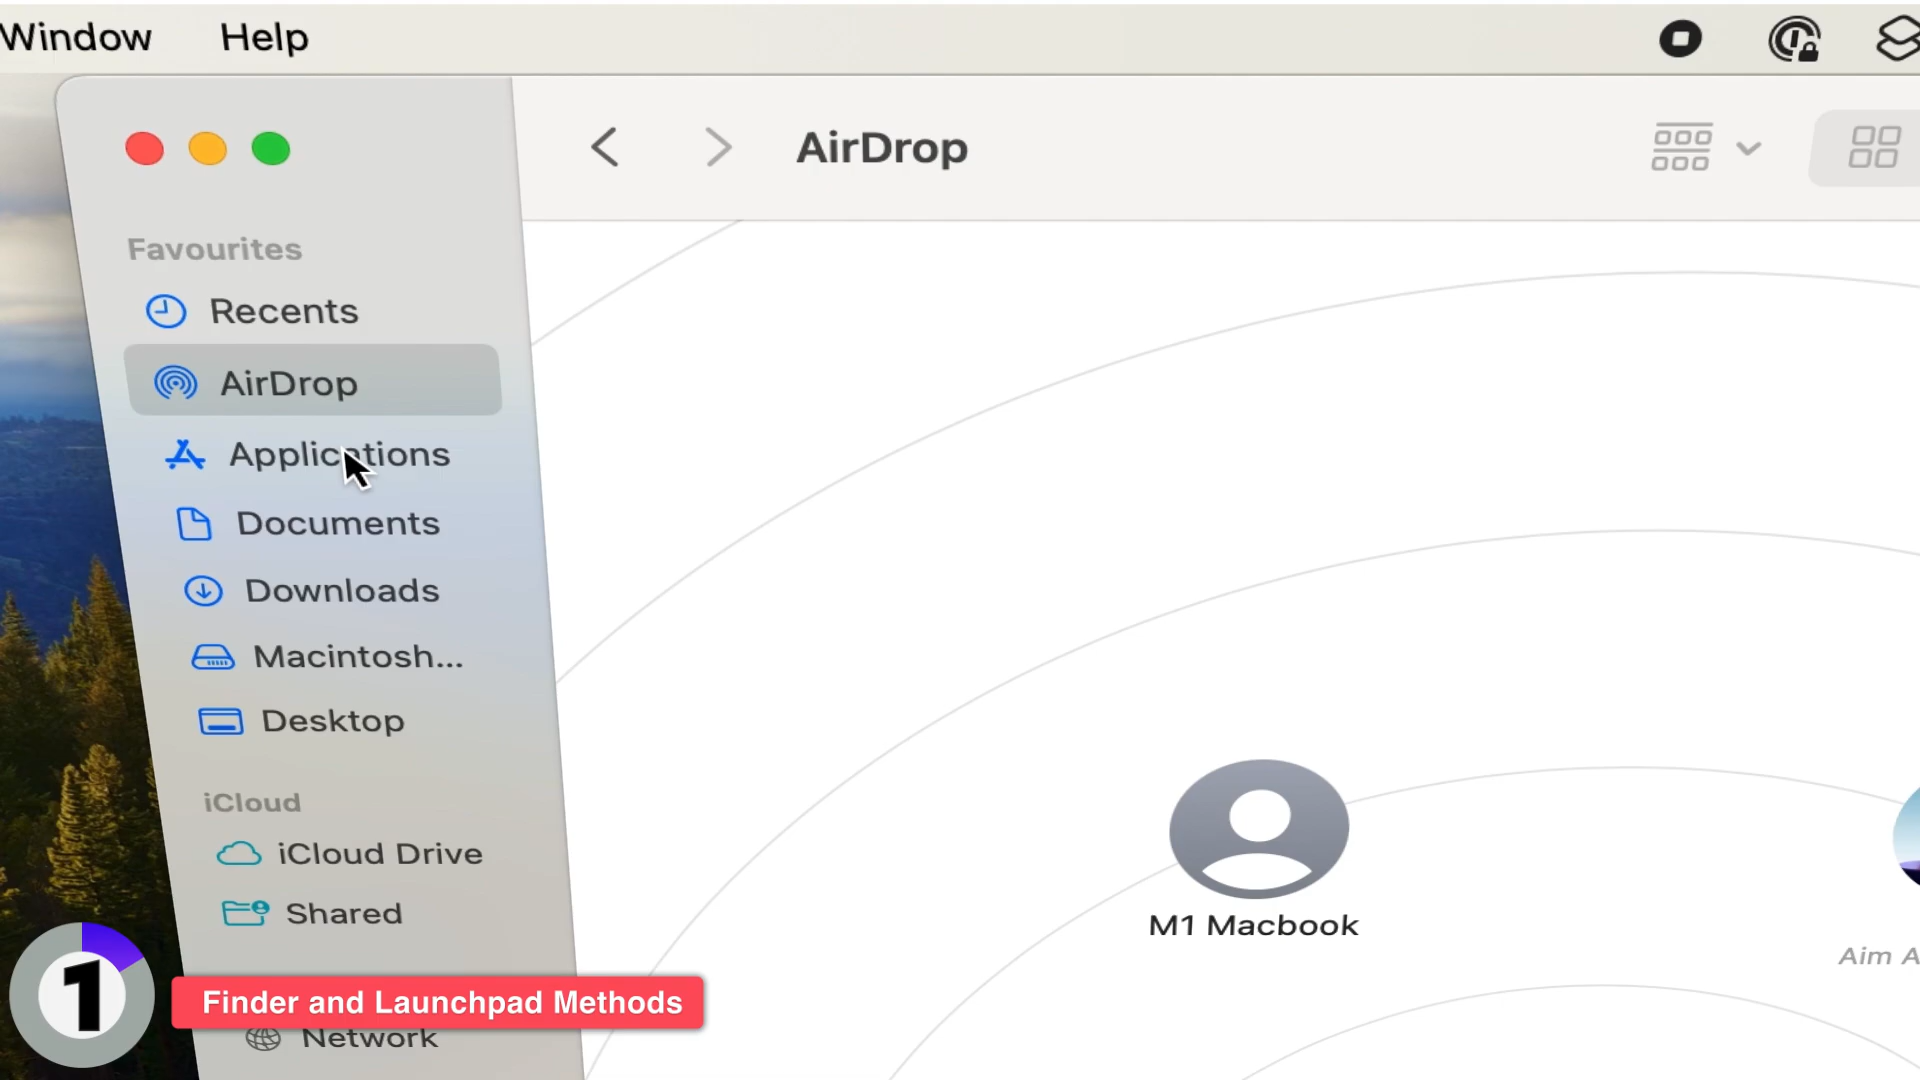 Window Help
AirDrop
Favourites
Recents
AirDrop
Applications
Documents
Downloads
Macintosh...
Desktop
iCloud
iCloud Drive
Shared
M1 Macbook
Aim A
1
Finder and Launchpad Methods
Network